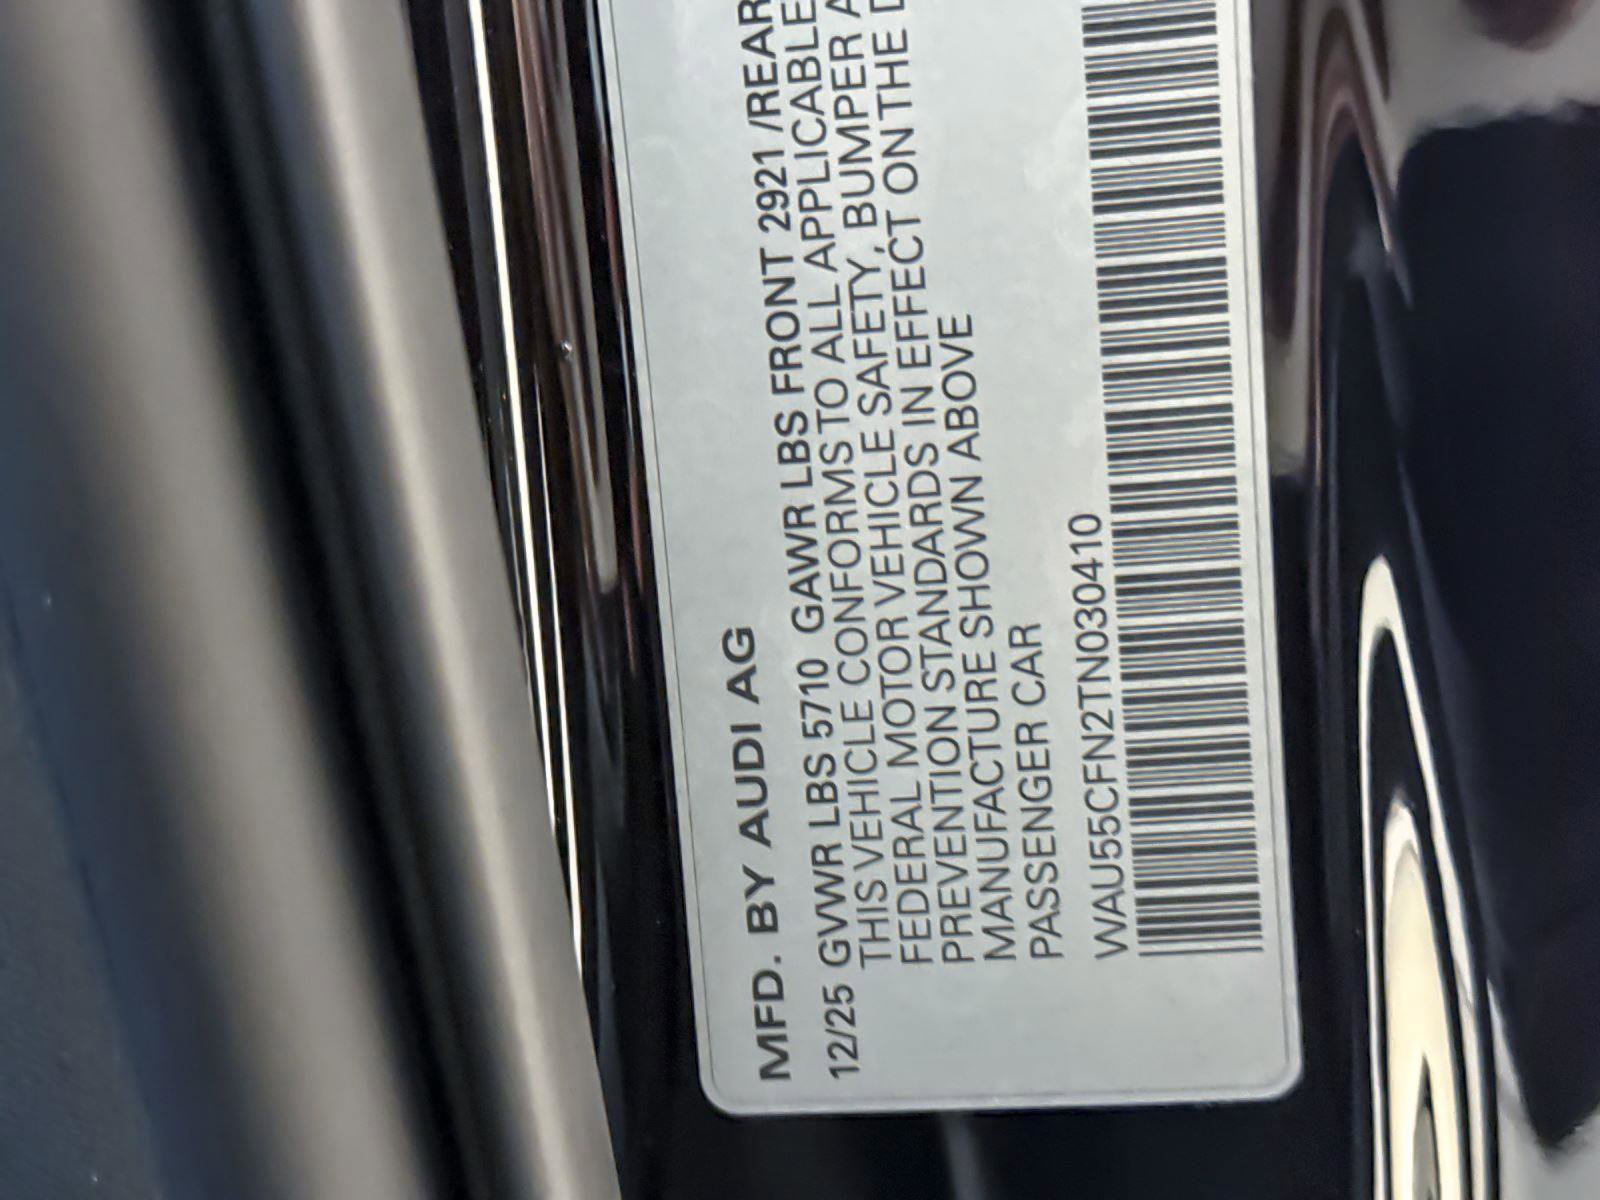 MFD. BY AUDI AG
12/25 GVWR LBS 5710 GAWR LBS FRONT 2921 /REAR
THIS VEHICLE CONFORMS TO ALL APPLICABLE
FEDERAL MOTOR VEHICLE SAFETY, BUMPER A
PREVENTION STANDARDS IN EFFECT ON THE D
MANUFACTURE SHOWN ABOVE
PASSENGER CAR
WAU55CFN2TN030410